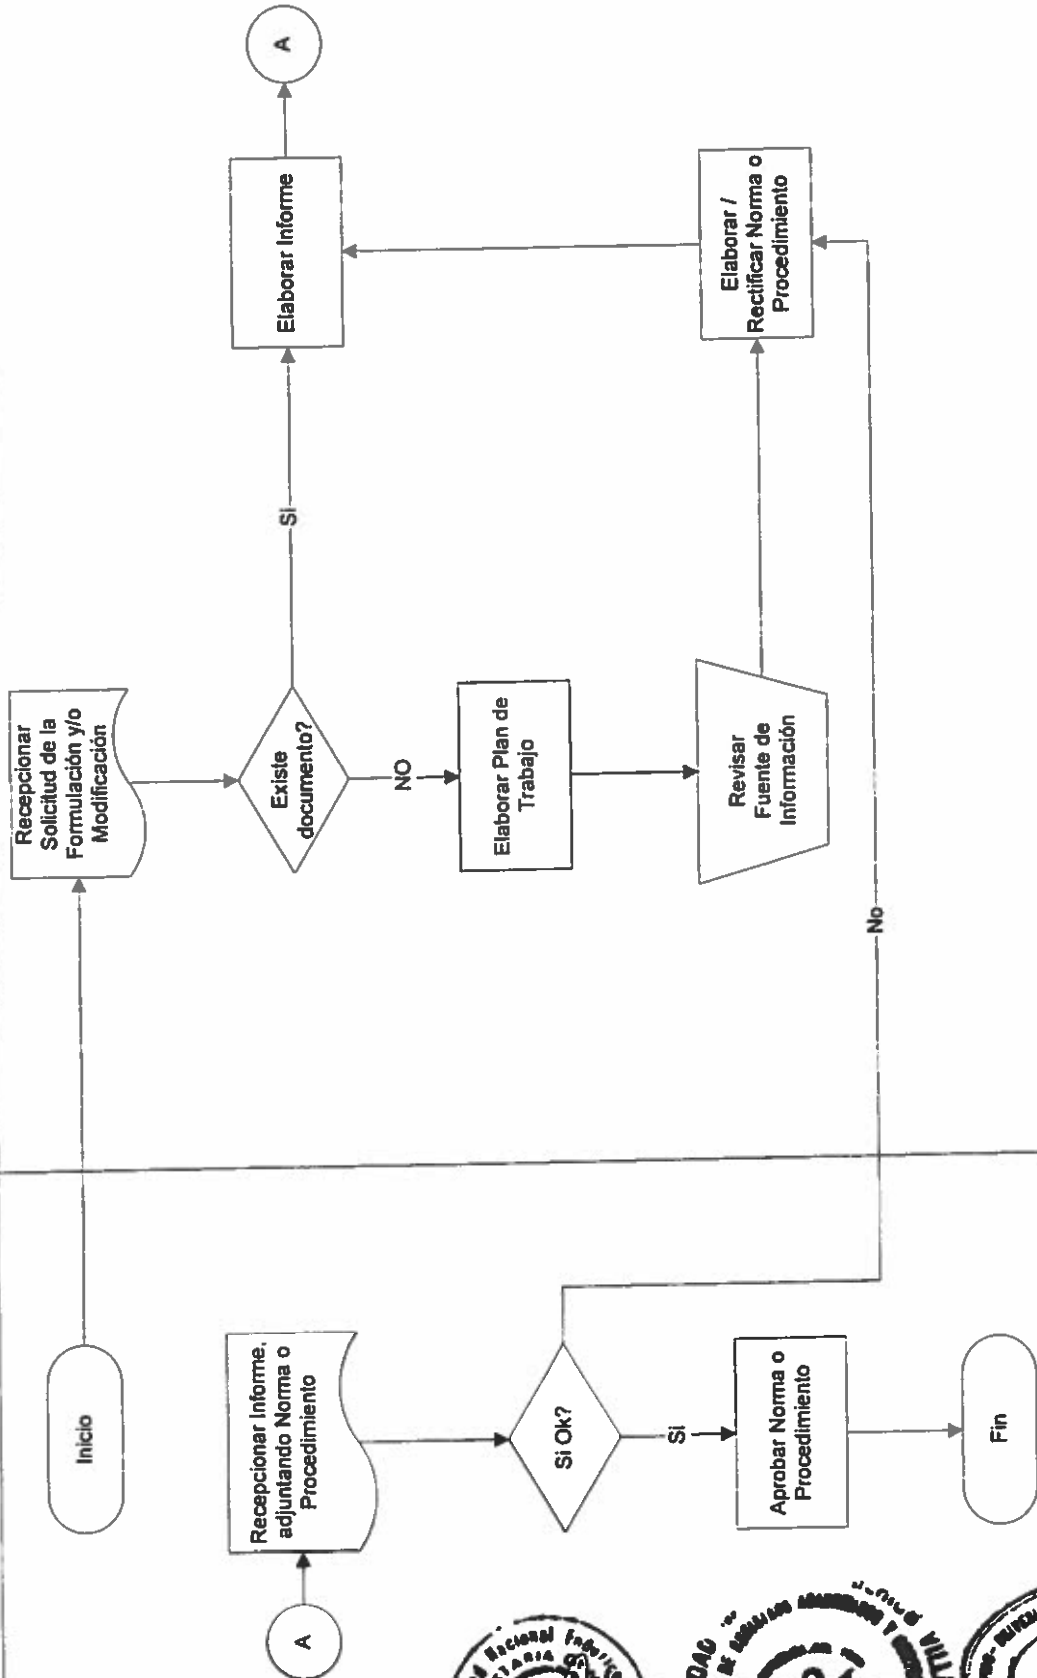 Inicio
Recepcionar
Solicitud de la
Formulación y/o
Modificación
Existe
documento?
SI
NO
Elaborar Informe
A
Elaborar Plan de
Trabajo
Revisar
Fuente de
Información
Elaborar /
Rectificar Norma o
Procedimiento
A
Recepcionar Informe,
adjuntando Norma o
Procedimiento
Si Ok?
No
Si
Aprobar Norma o
Procedimiento
Fin
Nacional